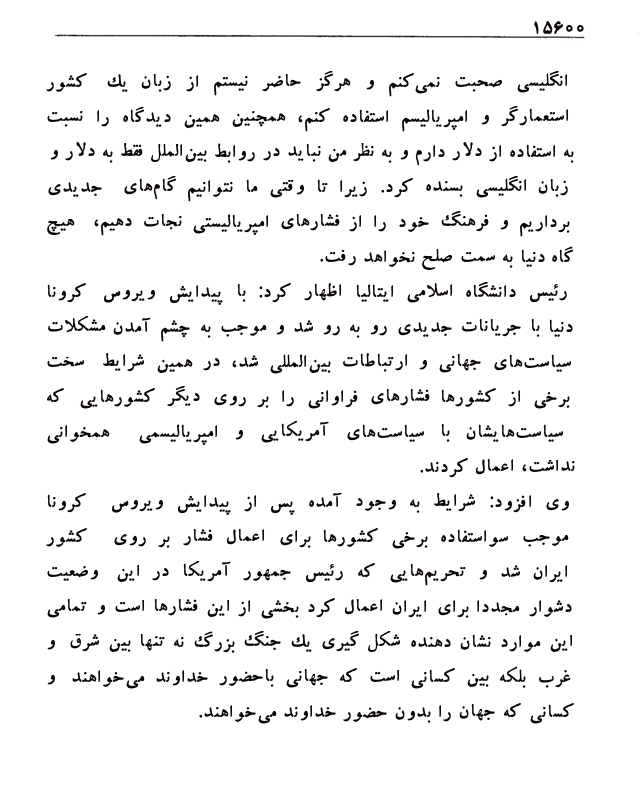 ۱۵۶۰۰
انگلیسی صحبت نمی‌کنم و هرگز حاضر نیستم از زبان یك کشور
استعمارگر و امپریالیسم استفاده کنم، همچنین همین دیدگاه را نسبت
به استفاده از دلار دارم و به نظر من نباید در روابط بین‌الملل فقط به دلار و
زبان انگلیسی بسنده کرد. زیرا تا وقتی ما نتوانیم گام‌های جدیدی
برداریم و فرهنگ خود را از فشارهای امپریالیستی نجات دهیم، هیچ
گاه دنیا به سمت صلح نخواهد رفت.
رئیس دانشگاه اسلامی ایتالیا اظهار کرد: با پیدایش ویروس کرونا
دنیا با جریانات جدیدی رو به رو شد و موجب به چشم آمدن مشکلات
سیاست‌های جهانی و ارتباطات بین‌المللی شد، در همین شرایط سخت
برخی از کشورها فشارهای فراوانی را بر روی دیگر کشورهایی که
سیاست‌هایشان با سیاست‌های آمریکایی و امپریالیسمی همخوانی
نداشت، اعمال کردند.
وی افزود: شرایط به وجود آمده پس از پیدایش ویروس کرونا
موجب سواستفاده برخی کشورها برای اعمال فشار بر روی کشور
ایران شد و تحریم‌هایی که رئیس جمهور آمریکا در این وضعیت
دشوار مجددا برای ایران اعمال کرد بخشی از این فشارها است و تمامی
این موارد نشان دهنده شکل گیری یك جنگ بزرگ نه تنها بین شرق و
غرب بلکه بین کسانی است که جهانی باحضور خداوند می‌خواهند و
کسانی که جهان را بدون حضور خداوند می‌خواهند.